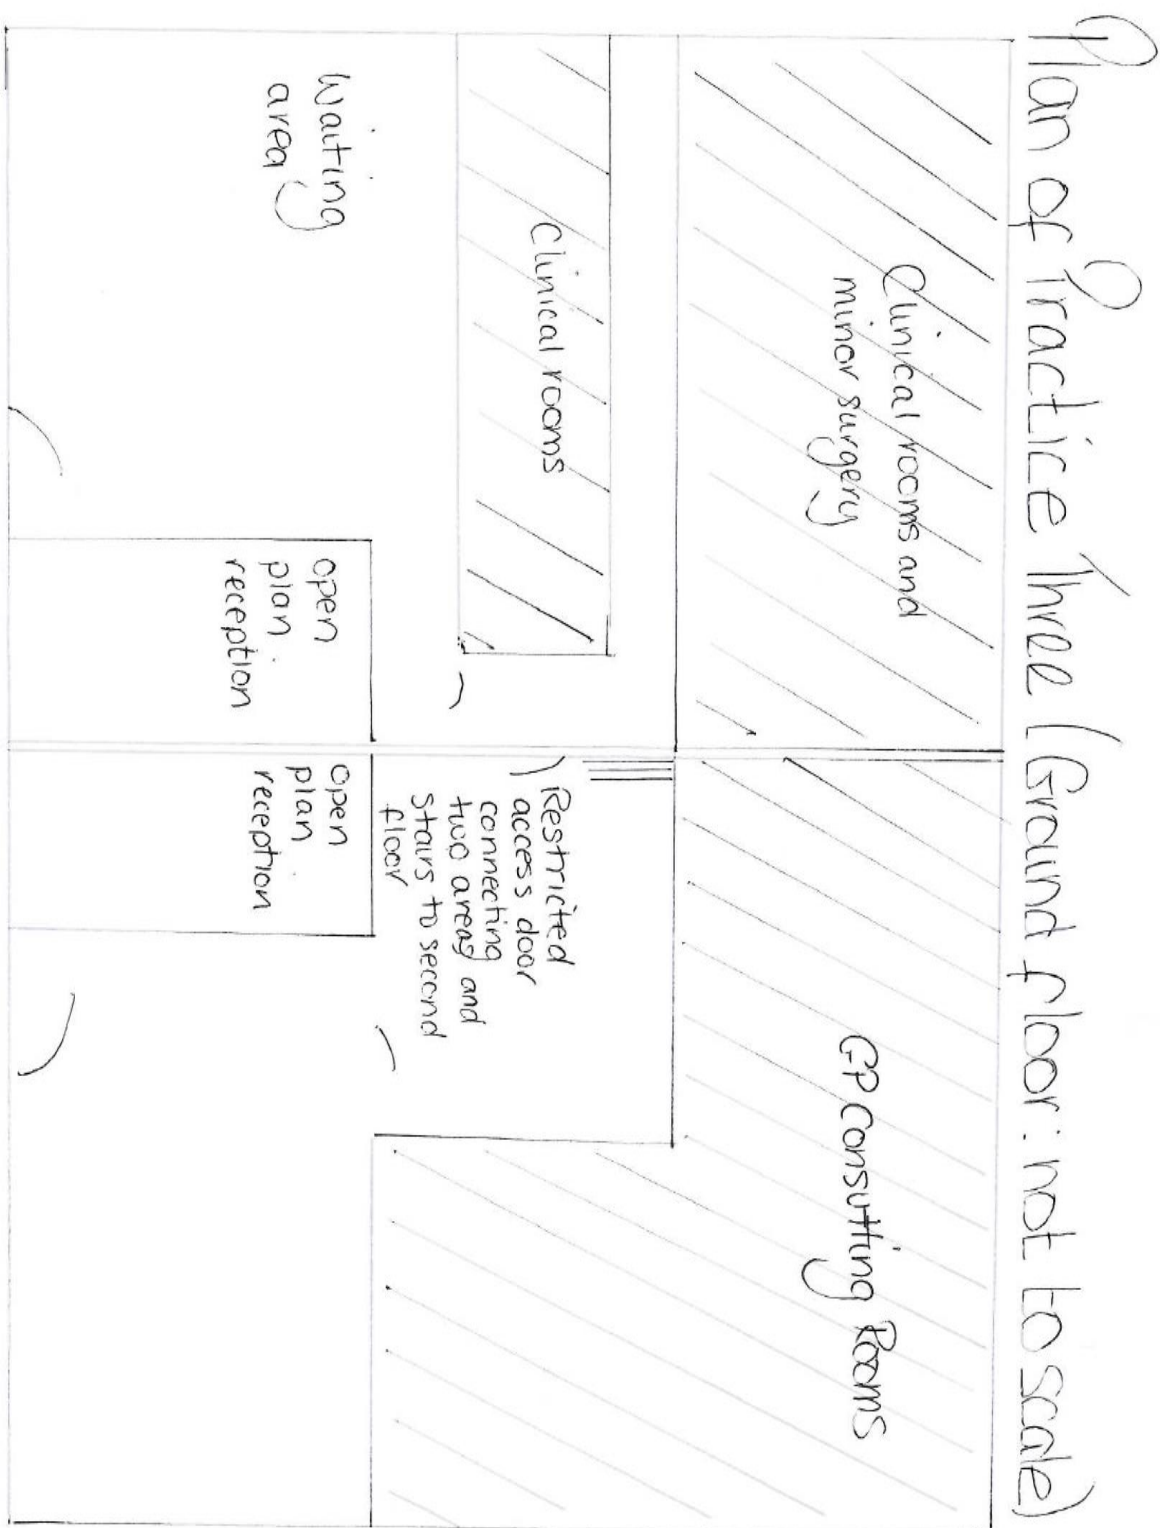 Plan of Practice Three (Ground floor: not to scale)
Clinical rooms and
minor surgery
GP Consulting Rooms
Clinical rooms
Restricted
access door
connecting
two areas and
stairs to second
floor
Waiting
area
open
plan
reception
open
plan
reception